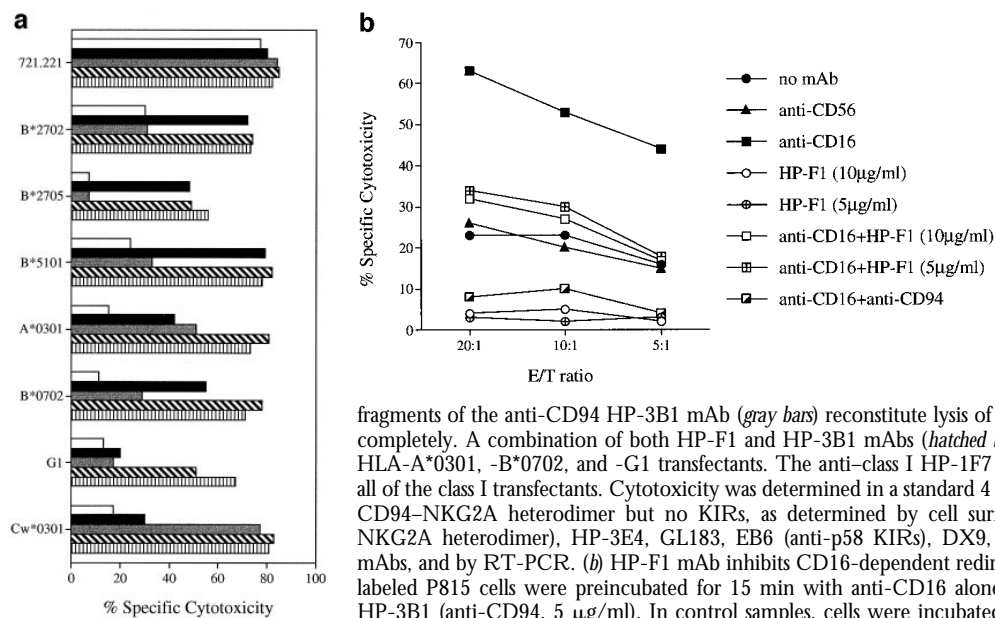 a
721.221
B*2702
B*2705
B*5101
A*0301
B*0702
G1
Cw*0301
0 20 40 60 80 100
% Specific Cytotoxicity
b
70
60
50
40
30
20
10
0
% Specific Cytotoxicity
20:1 10:1 5:1
E/T ratio
no mAb
anti-CD56
anti-CD16
HP-F1 (10µg/ml)
HP-F1 (5µg/ml)
anti-CD16+HP-F1 (10µg/ml)
anti-CD16+HP-F1 (5µg/ml)
anti-CD16+anti-CD94
fragments of the anti-CD94 HP-3B1 mAb (gray bars) reconstitute lysis of
completely. A combination of both HP-F1 and HP-3B1 mAbs (hatched
HLA-A*0301, -B*0702, and -G1 transfectants. The anti–class I HP-1F7
all of the class I transfectants. Cytotoxicity was determined in a standard 4
CD94–NKG2A heterodimer but no KIRs, as determined by cell sur
NKG2A heterodimer), HP-3E4, GL183, EB6 (anti-p58 KIRs), DX9,
mAbs, and by RT-PCR. (b) HP-F1 mAb inhibits CD16-dependent redir
labeled P815 cells were preincubated for 15 min with anti-CD16 alon
HP-3B1 (anti-CD94, 5 µg/ml). In control samples, cells were incubated